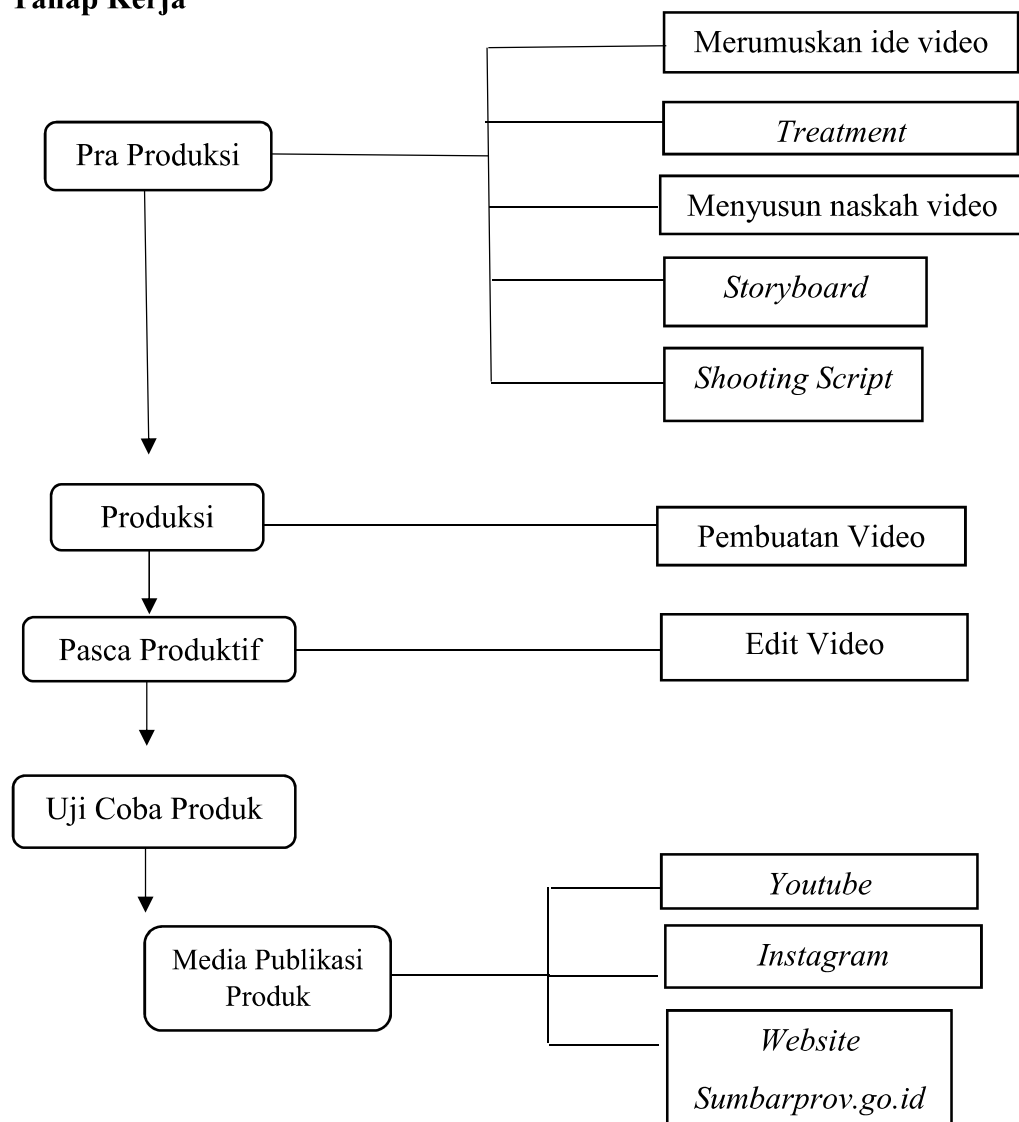 Tahap Kerja
Merumuskan ide video
Treatment
Pra Produksi
Menyusun naskah video
Storyboard
Shooting Script
Produksi
Pembuatan Video
Pasca Produktif
Edit Video
Uji Coba Produk
Youtube
Media Publikasi
Produk
Instagram
Website
Sumbarprov.go.id